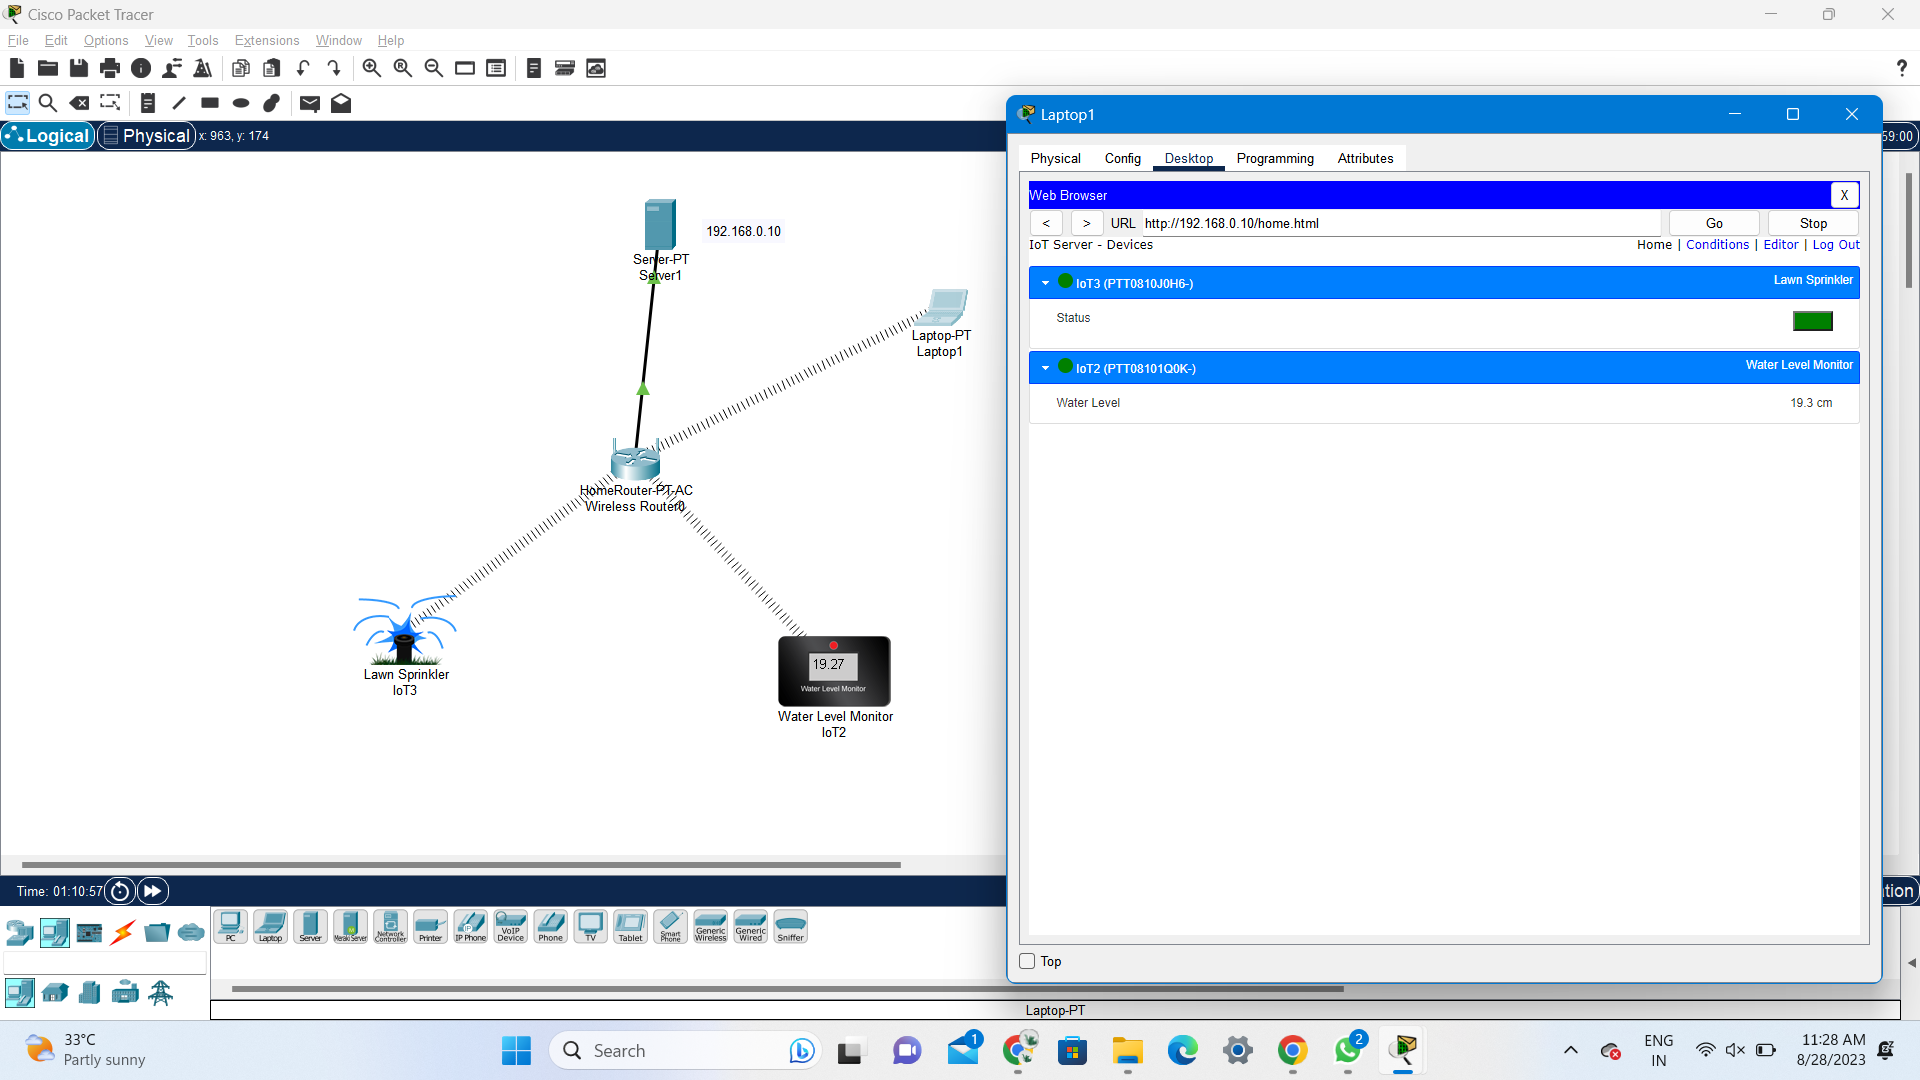 Cisco Packet Tracer
File Edit Options View Tools Extensions Window Help
?
Logical Physical x: 963, y: 174
59:00
192.168.0.10
Server-PT
Server1
Laptop-PT
Laptop1
HomeRouter-PT-AC
Wireless Router0
Lawn Sprinkler
IoT3
19.27
Water Level Monitor
Water Level Monitor
IoT2
Laptop1
Physical Config Desktop Programming Attributes
Web Browser X
< > URL http://192.168.0.10/home.html Go Stop
IoT Server - Devices Home | Conditions | Editor | Log Out
IoT3 (PTT0810J0H6-) Lawn Sprinkler
Status
IoT2 (PTT08101Q0K-) Water Level Monitor
Water Level 19.3 cm
Top
Time: 01:10:57
tion
PC Laptop Server Meraki Server Network Controller Printer IP Phone VoIP Device Phone TV Tablet Smart Phone Generic Wireless Generic Wired Sniffer
Laptop-PT
33°C
Partly sunny
Search
1
2
ENG
IN
11:28 AM
8/28/2023